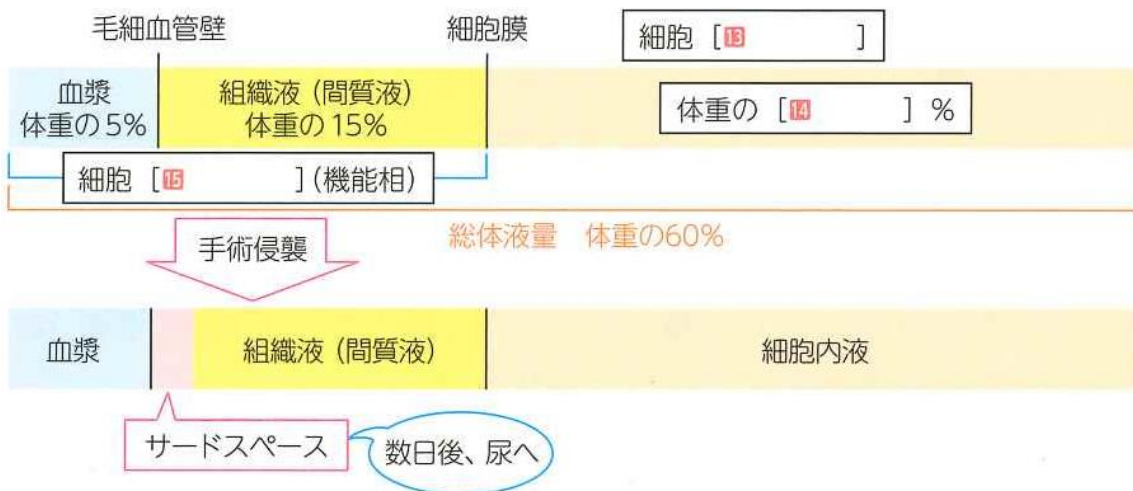 毛細血管壁
細胞膜
細胞 [13 ]
血漿
体重の5%
組織液（間質液）
体重の15%
体重の [14 ] %
細胞 [15 ]（機能相）
総体液量 体重の60%
手術侵襲
血漿
組織液（間質液）
細胞内液
サードスペース
数日後、尿へ